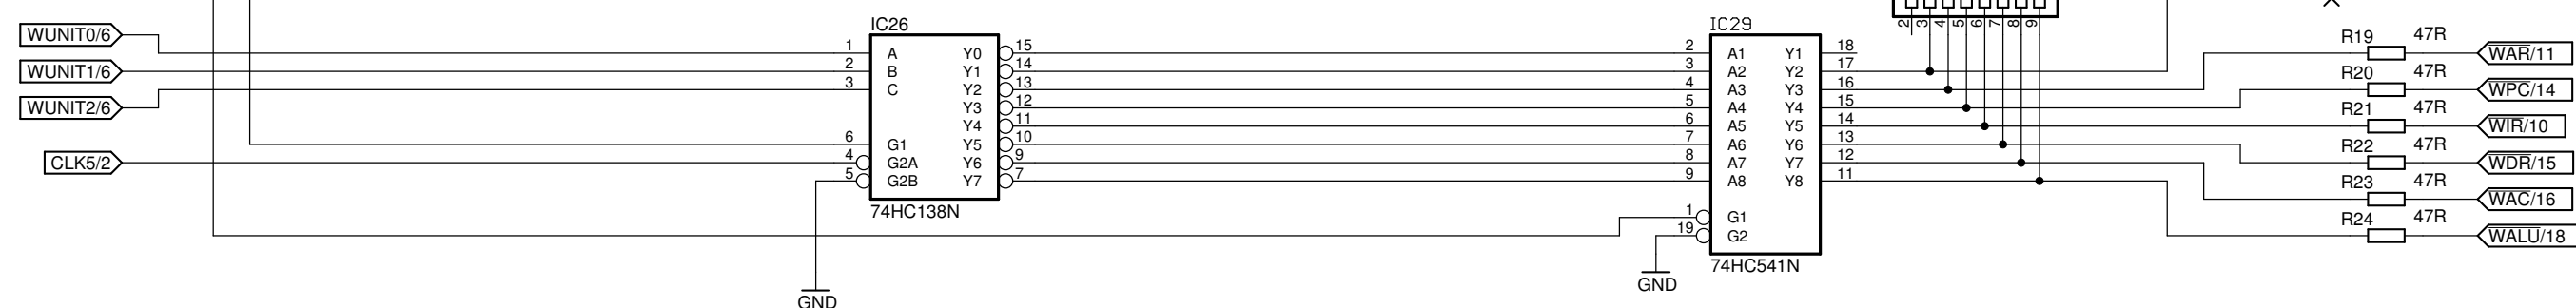 2 3 4 5 6 7 8 9
IC26
IC29
WUNIT0/6
R19 47R
1 A Y0 15
2 A1 Y1 18
WAR/11
WUNIT1/6
2 B Y1 14
3 A2 Y2 17
R20 47R
3 C Y2 13
4 A3 Y3 16
WPC/14
WUNIT2/6
Y3 12
5 A4 Y4 15
R21 47R
Y4 11
6 A5 Y5 14
WIR/10
6 G1 Y5 10
7 A6 Y6 13
R22 47R
CLK5/2
4 G2A Y6 9
8 A7 Y7 12
WDR/15
5 G2B Y7 7
9 A8 Y8 11
R23 47R
WAC/16
74HC138N
1 G1
R24 47R
19 G2
WALU/18
74HC541N
GND
GND